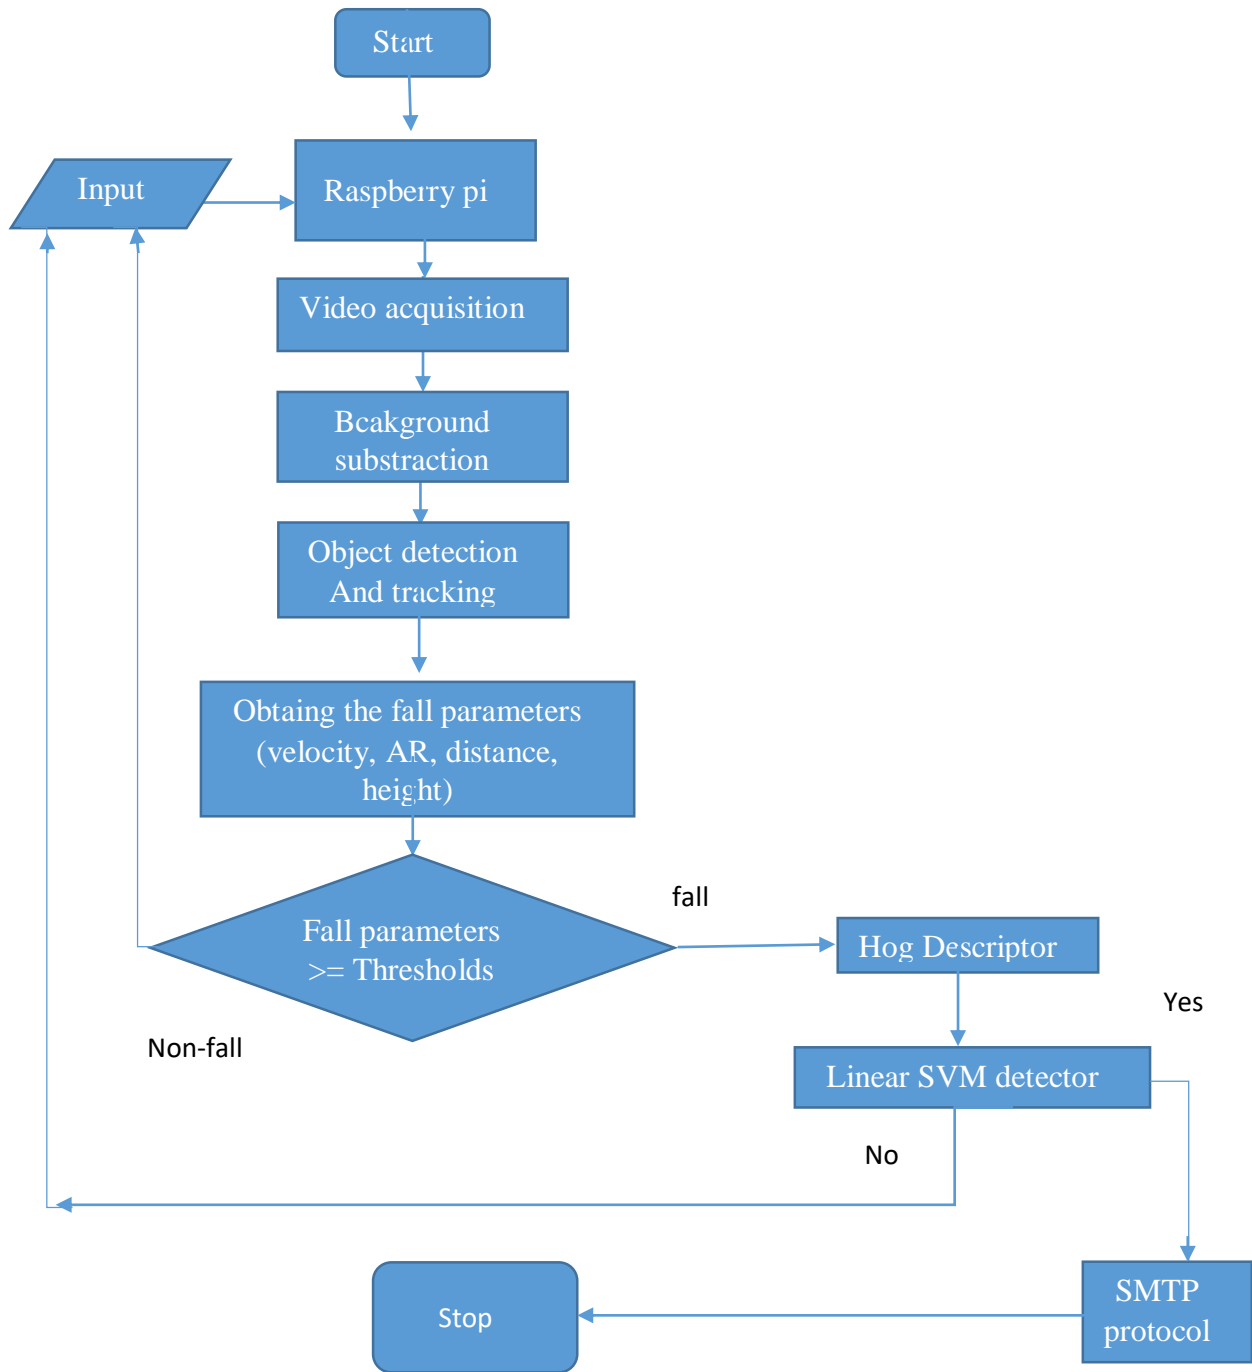 Start
Input
Raspberry pi
Video acquisition
Bcakground
substraction
Object detection
And tracking
Obtaing the fall parameters
(velocity, AR, distance,
height)
Fall parameters
>= Thresholds
fall
Non-fall
Hog Descriptor
Yes
Linear SVM detector
No
SMTP
protocol
Stop